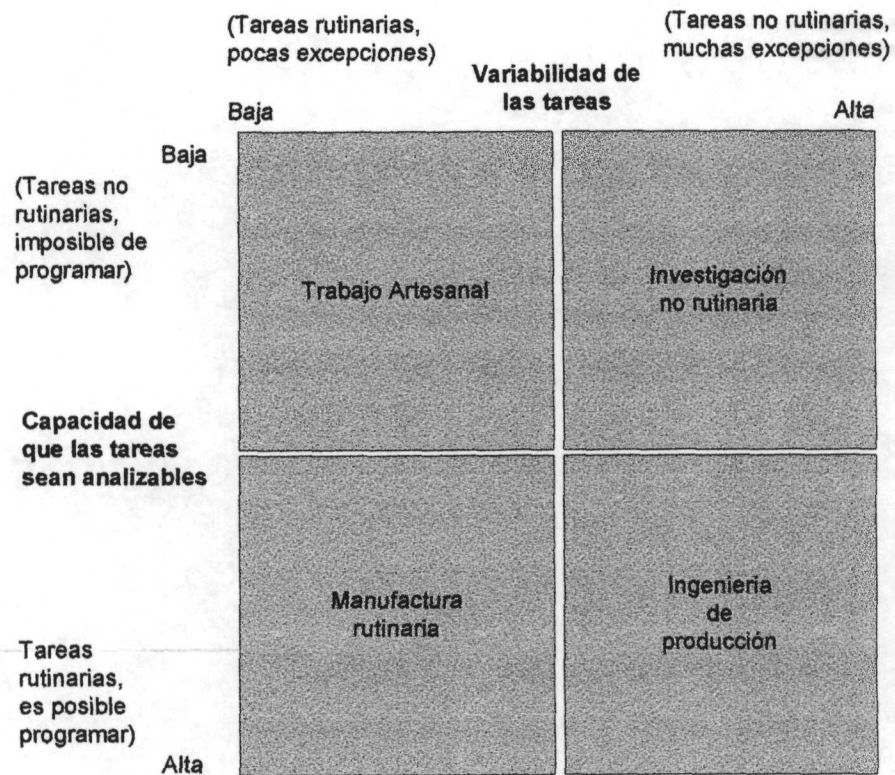 (Tareas rutinarias,
pocas excepciones)
(Tareas no rutinarias,
muchas excepciones)
Variabilidad de
las tareas
Baja
Alta
Baja
(Tareas no
rutinarias,
imposible de
programar)
Trabajo Artesanal
Investigación
no rutinaria
Capacidad de
que las tareas
sean analizables
Manufactura
rutinaria
Ingenieria
de
producción
Tareas
rutinarias,
es posible
programar)
Alta